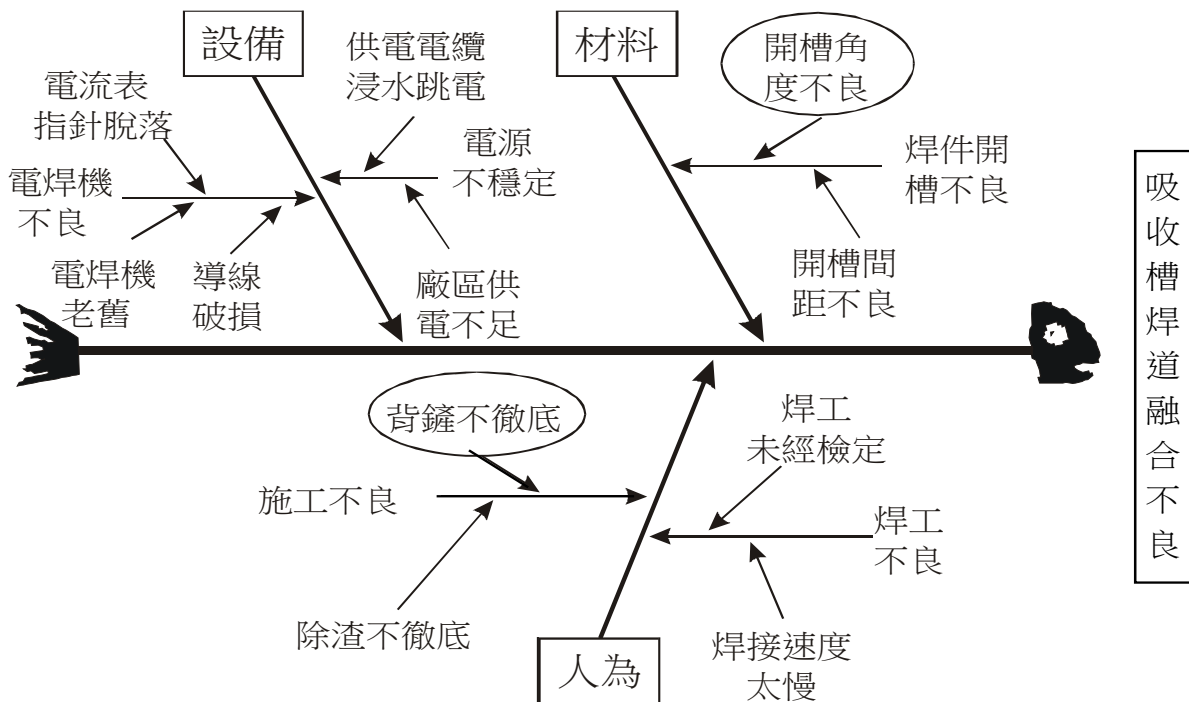 設備
供電電纜
浸水跳電
電流表
指針脫落
電源
不穩定
電焊機
不良
電焊機
老舊
導線
破損
廠區供
電不足
材料
開槽角
度不良
焊件開
槽不良
開槽間
距不良
吸收槽焊道融合不良
背鏟不徹底
施工不良
除渣不徹底
焊工
未經檢定
焊工
不良
焊接速度
太慢
人為